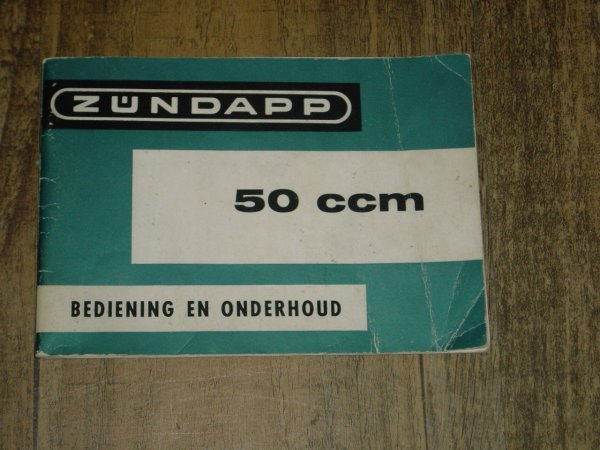 ZÜNDAPP
50 ccm
BEDIENING EN ONDERHOUD